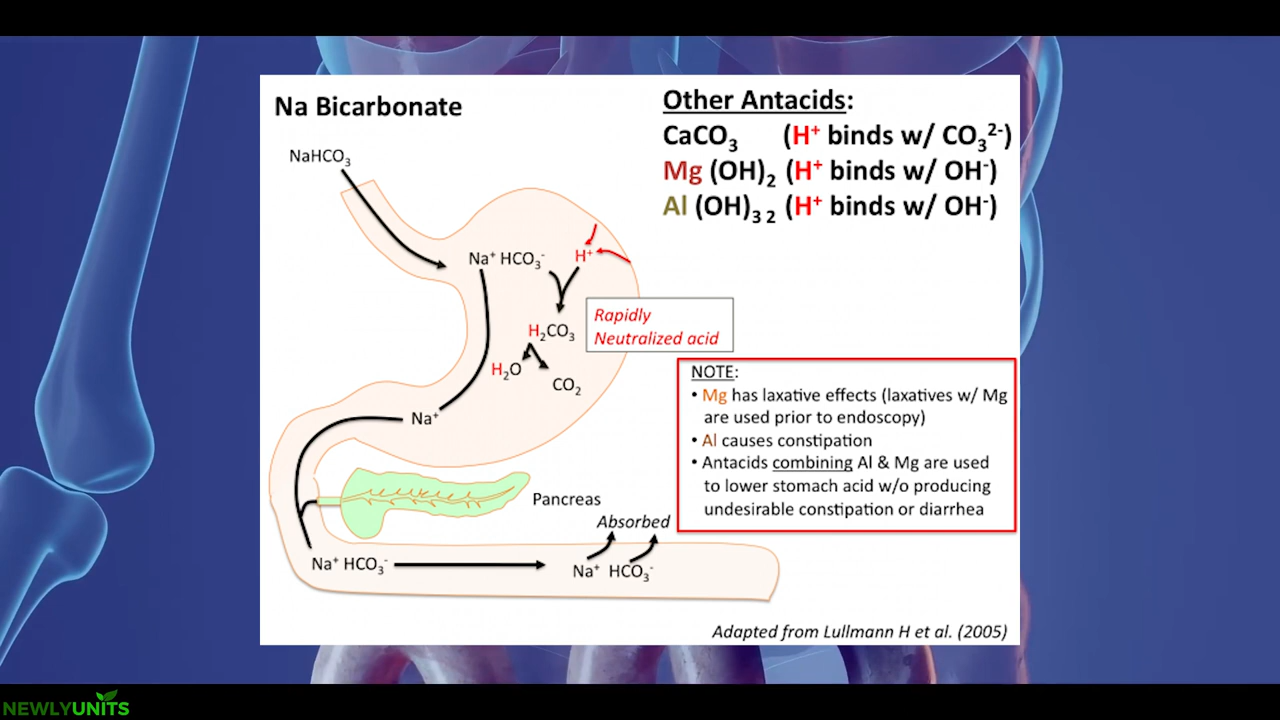 Na Bicarbonate
NaHCO₃
Na⁺ HCO₃⁻
H⁺
H₂CO₃
Rapidly
Neutralized acid
H₂O
CO₂
Na⁺
Pancreas
Absorbed
Na⁺ HCO₃⁻
Na⁺ HCO₃⁻
Other Antacids:
CaCO₃ (H⁺ binds w/ CO₃²⁻)
Mg (OH)₂ (H⁺ binds w/ OH⁻)
Al (OH)₃ ₂ (H⁺ binds w/ OH⁻)
NOTE:
• Mg has laxative effects (laxatives w/ Mg
are used prior to endoscopy)
• Al causes constipation
• Antacids combining Al & Mg are used
to lower stomach acid w/o producing
undesirable constipation or diarrhea
Adapted from Lullmann H et al. (2005)
NEWLYUNITS